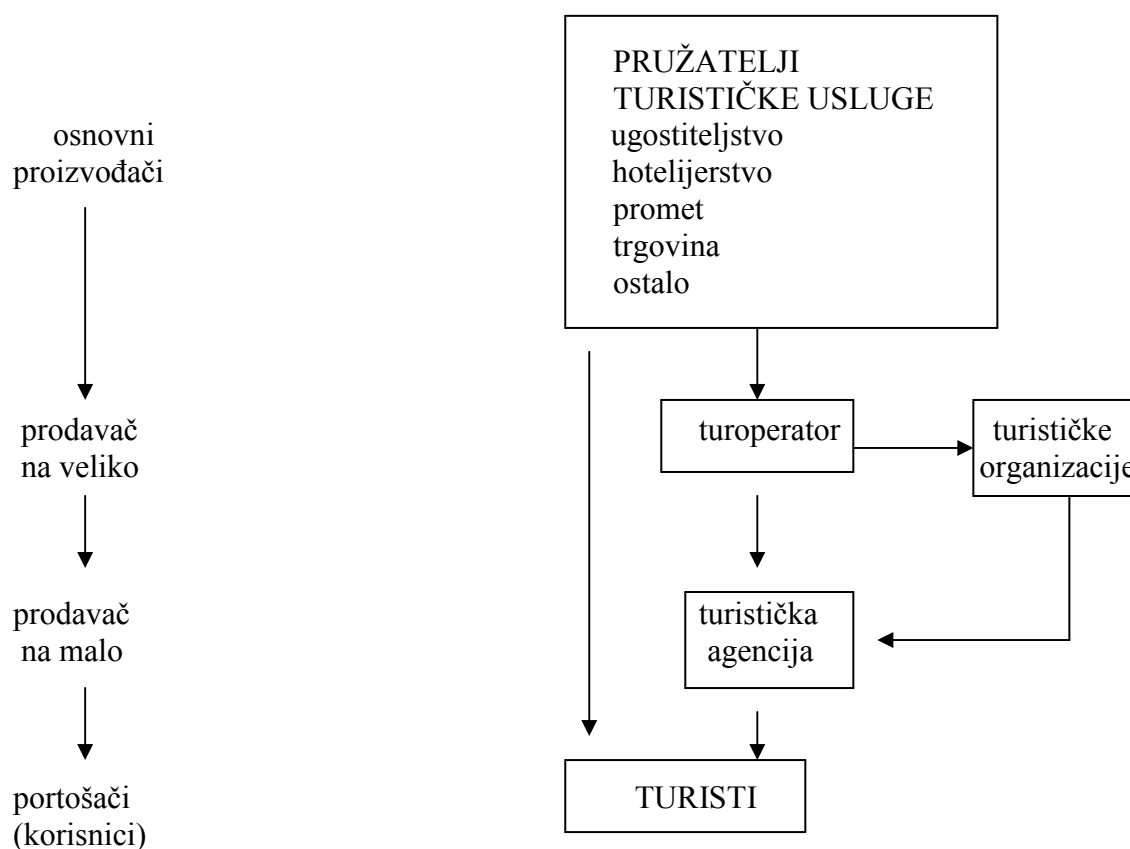 osnovni
proizvođači
prodavač
na veliko
prodavač
na malo
portošači
(korisnici)
PRUŽATELJI
TURISTIČKE USLUGE
ugostiteljstvo
hotelijerstvo
promet
trgovina
ostalo
turoperator
turističke
organizacije
turistička
agencija
TURISTI